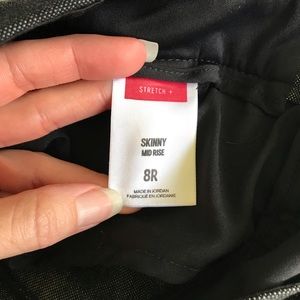 STRETCH +
SKINNY
MID RISE
8R
MADE IN JORDAN
FABRIQUÉ EN JORDANIE